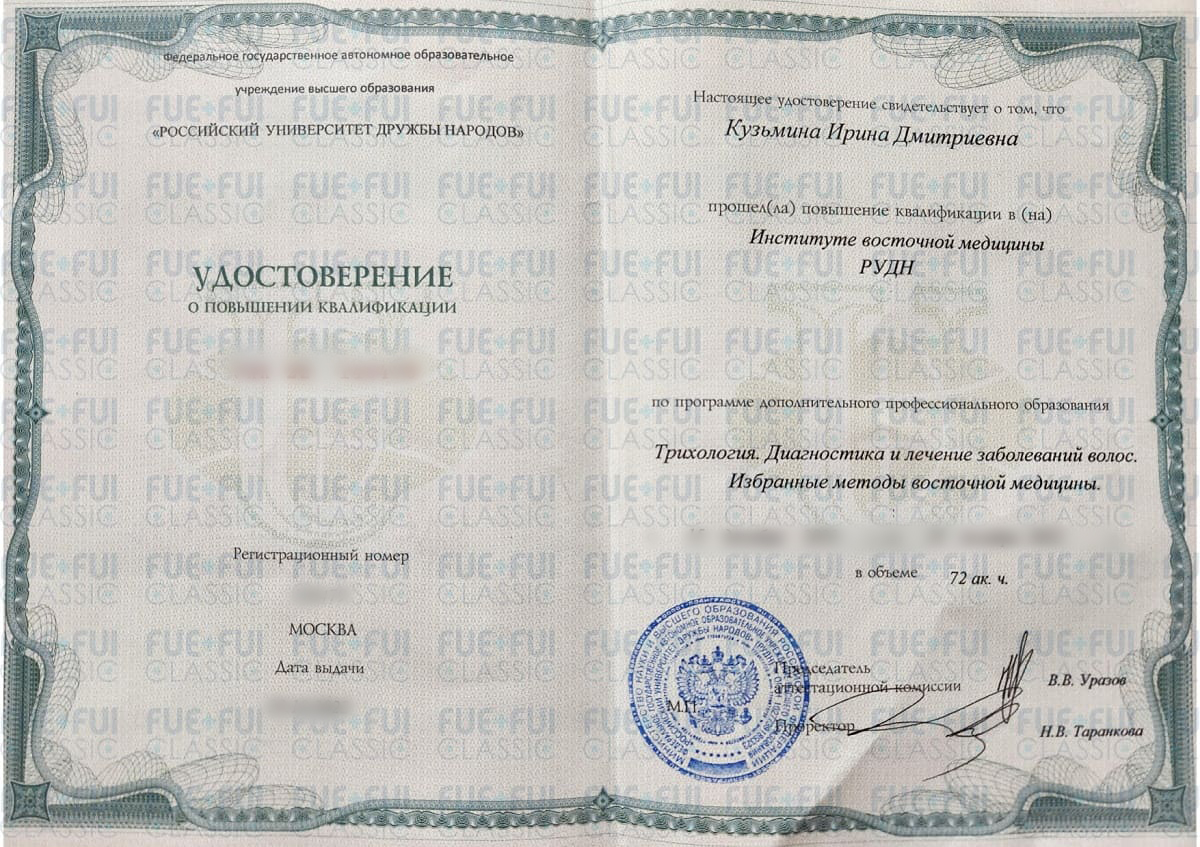 Федеральное государственное автономное образовательное
учреждение высшего образования
«РОССИЙСКИЙ УНИВЕРСИТЕТ ДРУЖБЫ НАРОДОВ»
УДОСТОВЕРЕНИЕ
О ПОВЫШЕНИИ КВАЛИФИКАЦИИ
Регистрационный номер
МОСКВА
Дата выдачи
Настоящее удостоверение свидетельствует о том, что
Кузьмина Ирина Дмитриевна
прошел(ла) повышение квалификации в (на)
Институте восточной медицины
РУДН
по программе дополнительного профессионального образования
Трихология. Диагностика и лечение заболеваний волос.
Избранные методы восточной медицины.
в объеме 72 ак. ч.
Председатель
аттестационной комиссии
В.В. Уразов
М.П.
Проректор
Н.В. Таранкова
FUE+FUI
CLASSIC